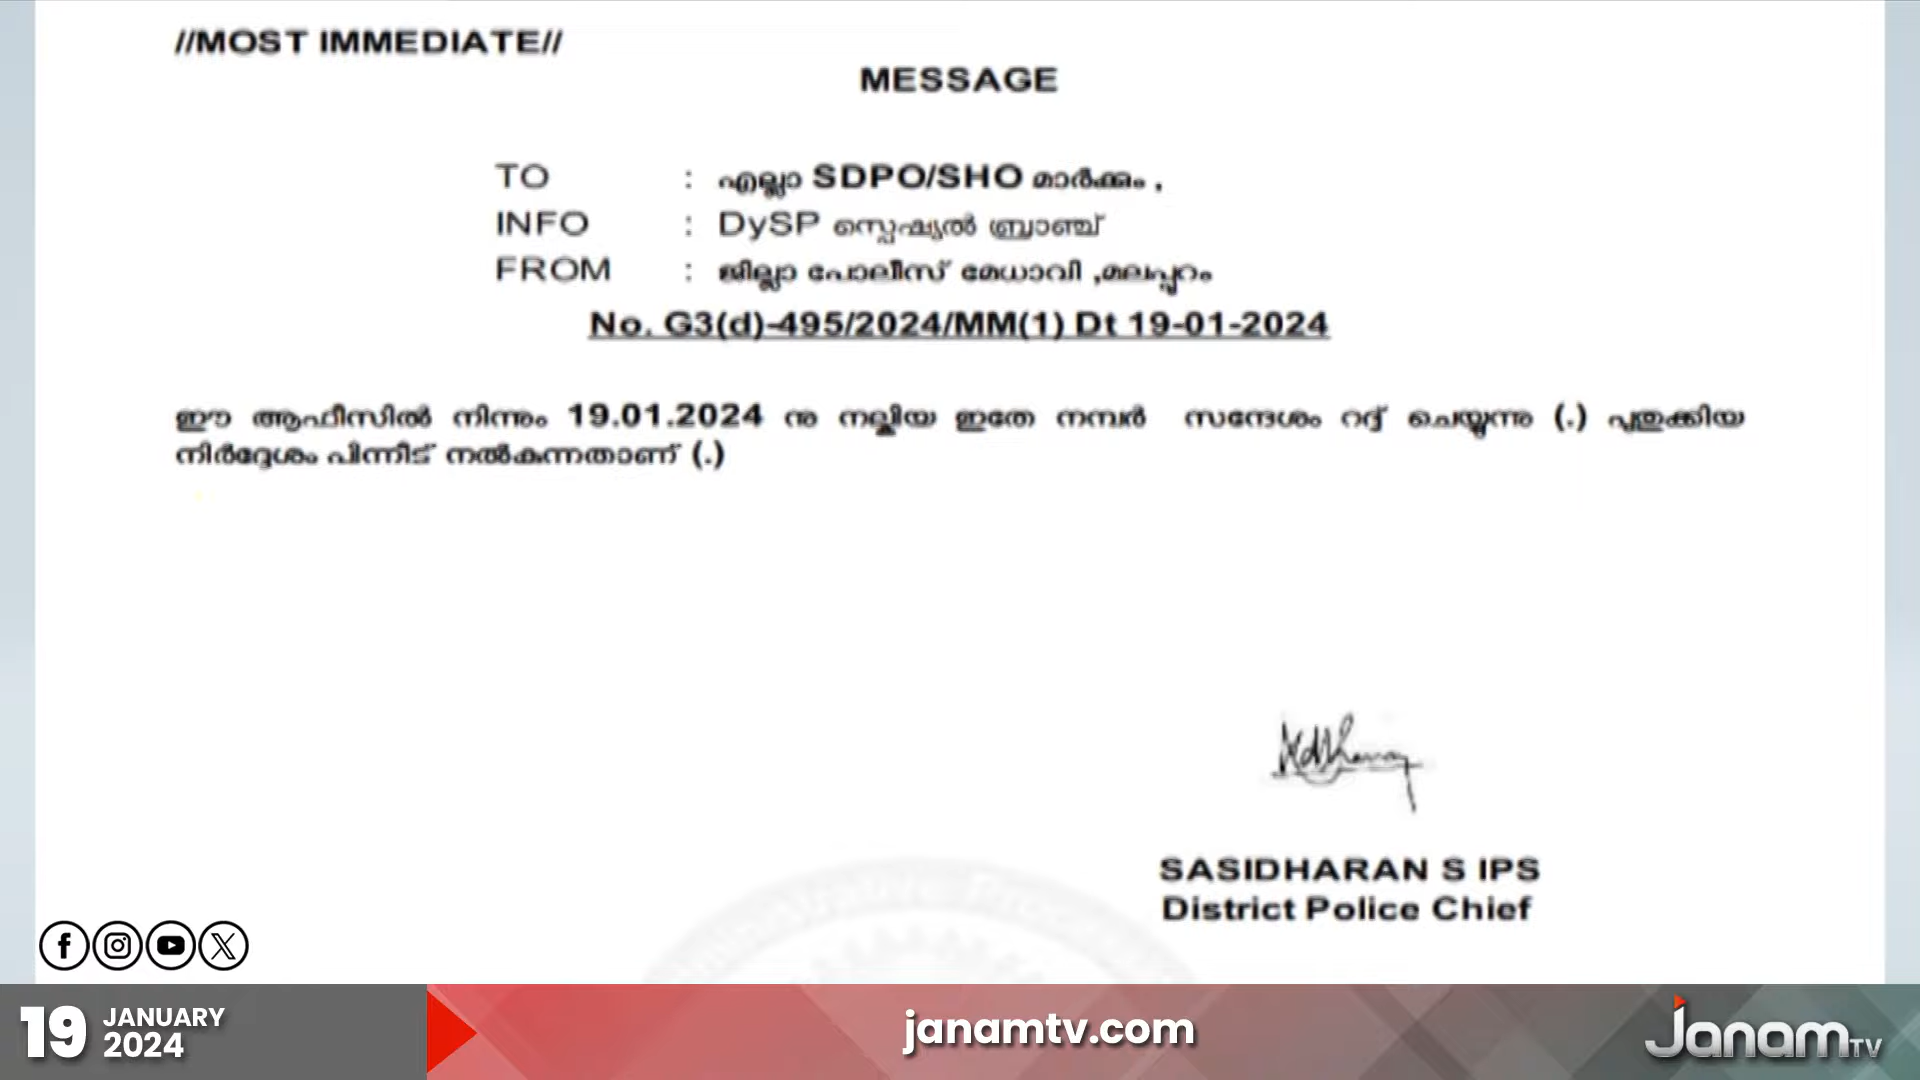 //MOST IMMEDIATE//
MESSAGE
TO : എല്ലാ SDPO/SHO മാർക്കും ,
INFO : DySP സ്പെഷ്യൽ ബ്രാഞ്ച്
FROM : ജില്ലാ പോലീസ് മേധാവി ,മലപ്പുറം
No. G3(d)-495/2024/MM(1) Dt 19-01-2024
ഈ ആഫീസിൽ നിന്നും 19.01.2024 നു നല്കിയ ഇതേ നമ്പർ സന്ദേശം റദ്ദ് ചെയ്യുന്നു (.) പുതുക്കിയ
നിർദ്ദേശം പിന്നീട് നൽകുന്നതാണ് (.)
SASIDHARAN S IPS
District Police Chief
19 JANUARY
2024
janamtv.com
Janam TV